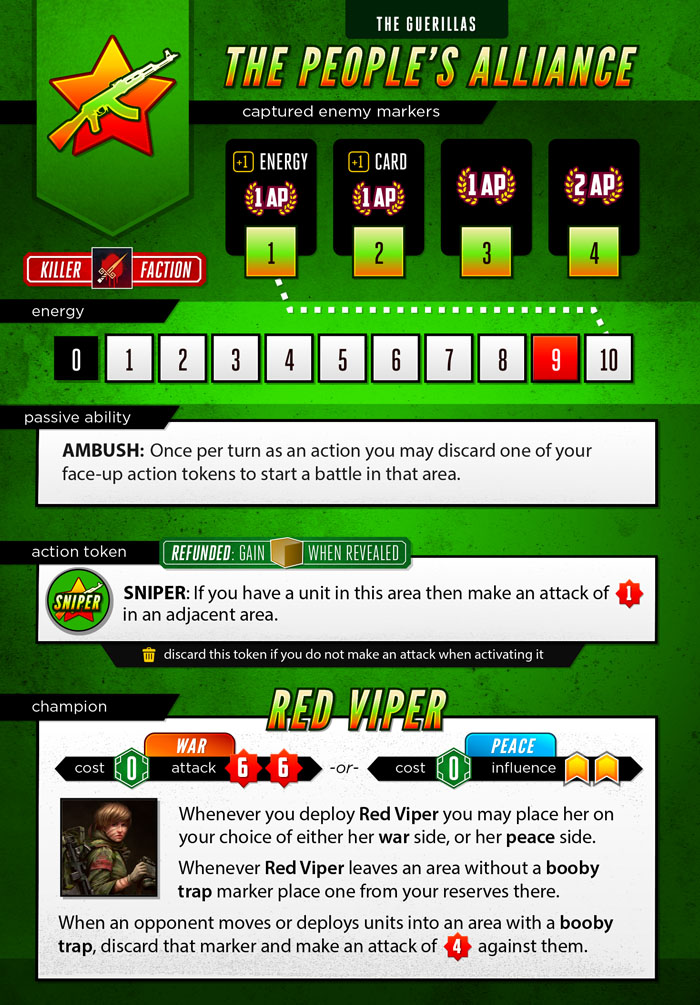 THE GUERILLAS
THE PEOPLE'S ALLIANCE
captured enemy markers
+1 ENERGY
1 AP
1
+1 CARD
1 AP
2
1 AP
3
2 AP
4
KILLER FACTION
energy
0 1 2 3 4 5 6 7 8 9 10
passive ability
AMBUSH: Once per turn as an action you may discard one of your
face-up action tokens to start a battle in that area.
action token
REFUNDED: GAIN WHEN REVEALED
SNIPER
SNIPER: If you have a unit in this area then make an attack of 1
in an adjacent area.
discard this token if you do not make an attack when activating it
champion
RED VIPER
WAR
cost 0 attack 6 6
-or-
PEACE
cost 0 influence
Whenever you deploy Red Viper you may place her on
your choice of either her war side, or her peace side.
Whenever Red Viper leaves an area without a booby
trap marker place one from your reserves there.
When an opponent moves or deploys units into an area with a booby
trap, discard that marker and make an attack of 4 against them.